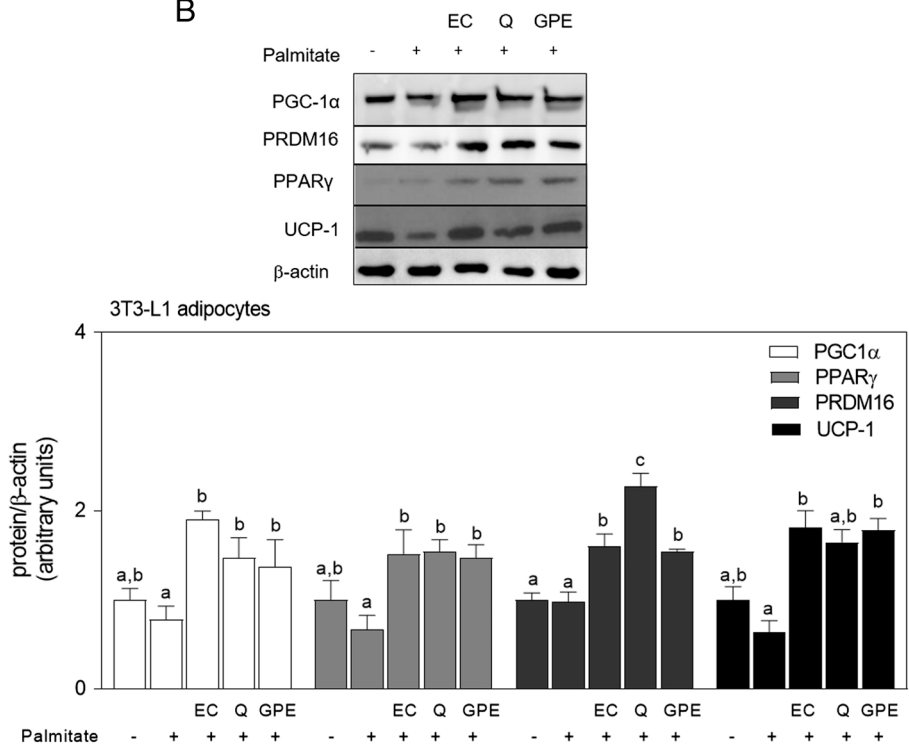 B
EC Q GPE
Palmitate - + + + +
PGC-1α
PRDM16
PPARγ
UCP-1
β-actin
3T3-L1 adipocytes
4
2
0
protein/β-actin
(arbitrary units)
PGC1α
PPARγ
PRDM16
UCP-1
a,b a b b b
a,b a b b b
a a b c b
a,b a b a,b b
EC Q GPE EC Q GPE EC Q GPE EC Q GPE
Palmitate - + + + + - + + + + - + + + + - + + + +